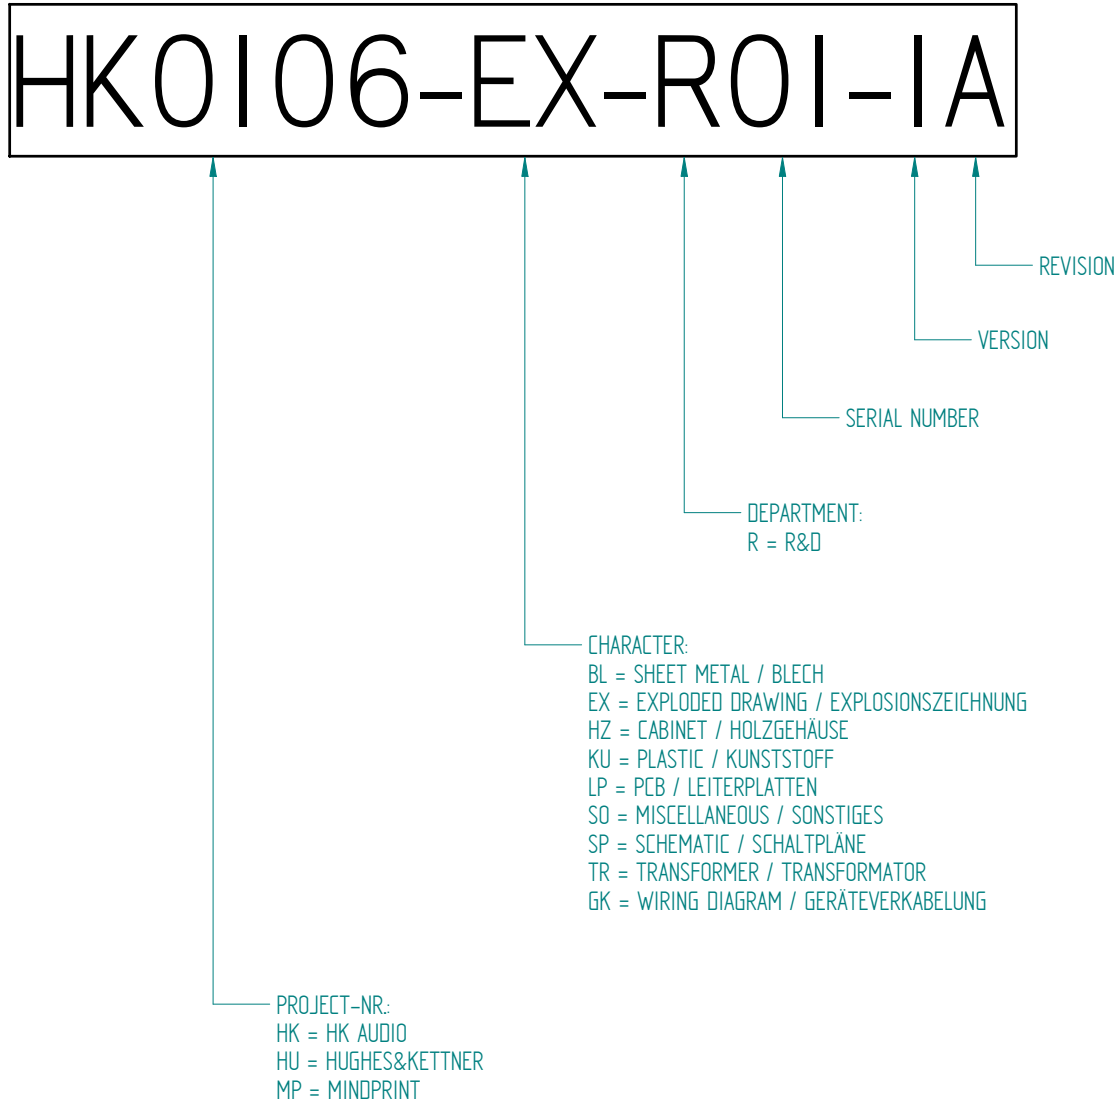 HK0106-EX-R01-1A
REVISION
VERSION
SERIAL NUMBER
DEPARTMENT:
R = R&D
CHARACTER:
BL = SHEET METAL / BLECH
EX = EXPLODED DRAWING / EXPLOSIONSZEICHNUNG
HZ = CABINET / HOLZGEHÄUSE
KU = PLASTIC / KUNSTSTOFF
LP = PCB / LEITERPLATTEN
SO = MISCELLANEOUS / SONSTIGES
SP = SCHEMATIC / SCHALTPLÄNE
TR = TRANSFORMER / TRANSFORMATOR
GK = WIRING DIAGRAM / GERÄTEVERKABELUNG
PROJECT-NR.:
HK = HK AUDIO
HU = HUGHES&KETTNER
MP = MINDPRINT